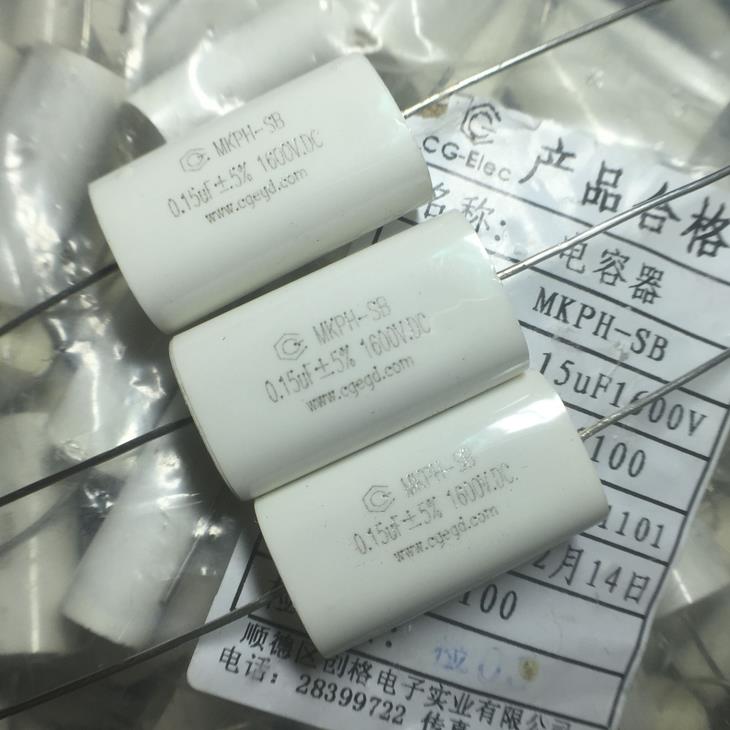 MKPH-SB
0.15uF±5% 1600V.DC
www.cgegd.com
MKPH-SB
0.15uF±5% 1600V.DC
www.cgegd.com
MKPH-SB
0.15uF±5% 1600V.DC.
www.cgegd.com
CG-Elec
产品合格
名称:
电容器
MKPH-SB
15uF1600V
100
1101
2月14日
100
顺德区创格电子实业有限公
电话: 28399722 传真